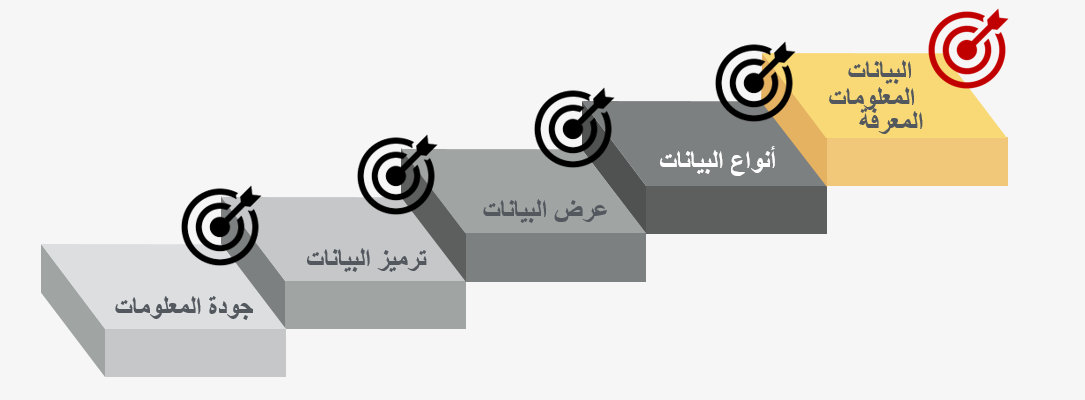 البيانات
المعلومات
المعرفة
أنواع البيانات
عرض البيانات
ترميز البيانات
جودة المعلومات